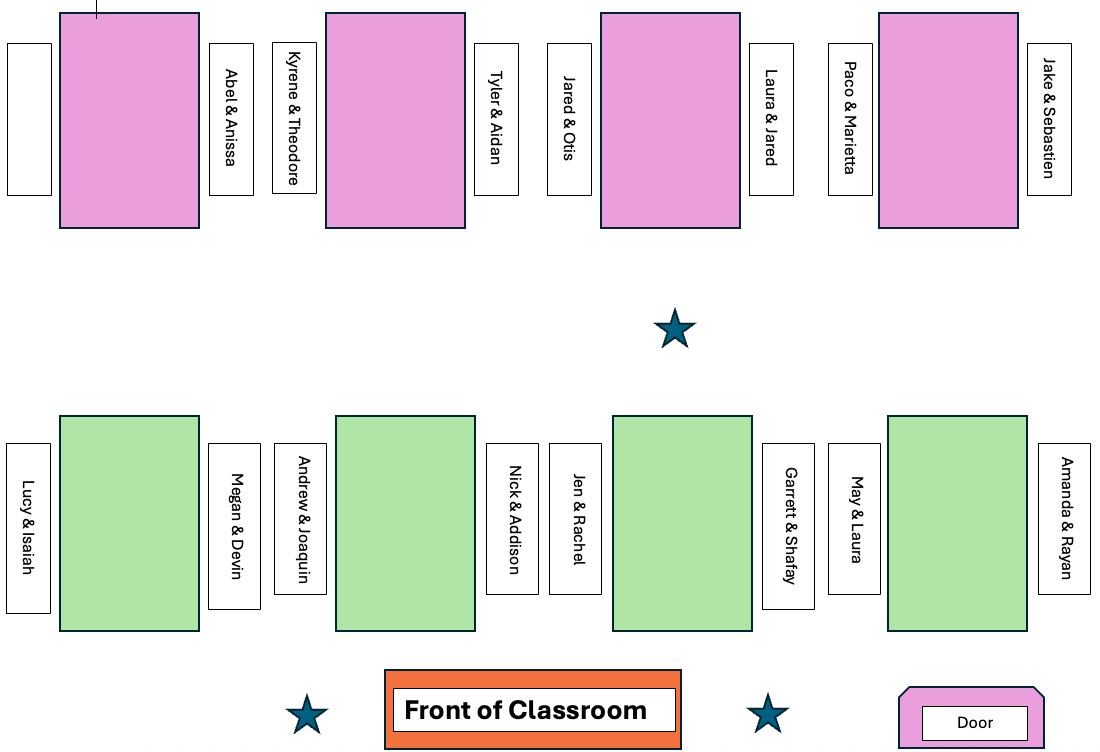 Abel & Anissa
Kyrene & Theodore
Tyler & Aidan
Jared & Otis
Laura & Jared
Paco & Marietta
Jake & Sebastien
Lucy & Isaiah
Megan & Devin
Andrew & Joaquin
Nick & Addison
Jen & Rachel
Garrett & Shafay
May & Laura
Amanda & Rayan
Front of Classroom
Door